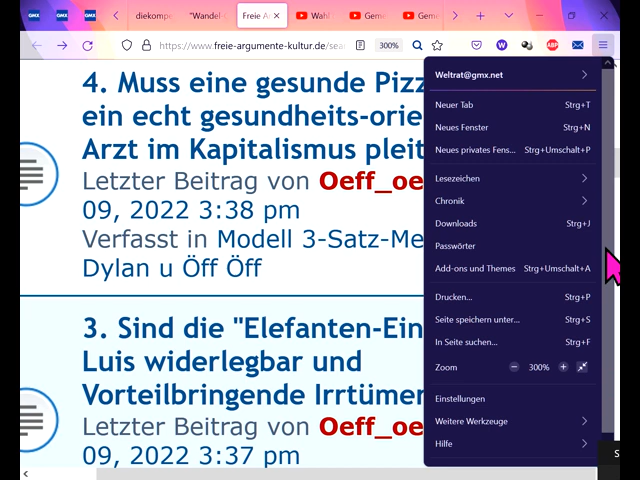 GMX GMX GMX diekompe "Wandel Freie A Wahl Geme Geme
https://www.freie-argumente-kultur.de/sea 300%
4. Muss eine gesunde Pizz
ein echt gesundheits-orie
Arzt im Kapitalismus pleit
Letzter Beitrag von Oeff_oe
09, 2022 3:38 pm
Verfasst in Modell 3-Satz-Me
Dylan u Öff Öff
3. Sind die "Elefanten-Ein
Luis widerlegbar und
Vorteilbringende Irrtümer
Letzter Beitrag von Oeff_oe
09, 2022 3:37 pm
Weltrat@gmx.net
Neuer Tab Strg+T
Neues Fenster Strg+N
Neues privates Fens... Strg+Umschalt+P
Lesezeichen
Chronik
Downloads Strg+J
Passwörter
Add-ons und Themes Strg+Umschalt+A
Drucken... Strg+P
Seite speichern unter... Strg+S
In Seite suchen... Strg+F
Zoom 300%
Einstellungen
Weitere Werkzeuge
Hilfe
S